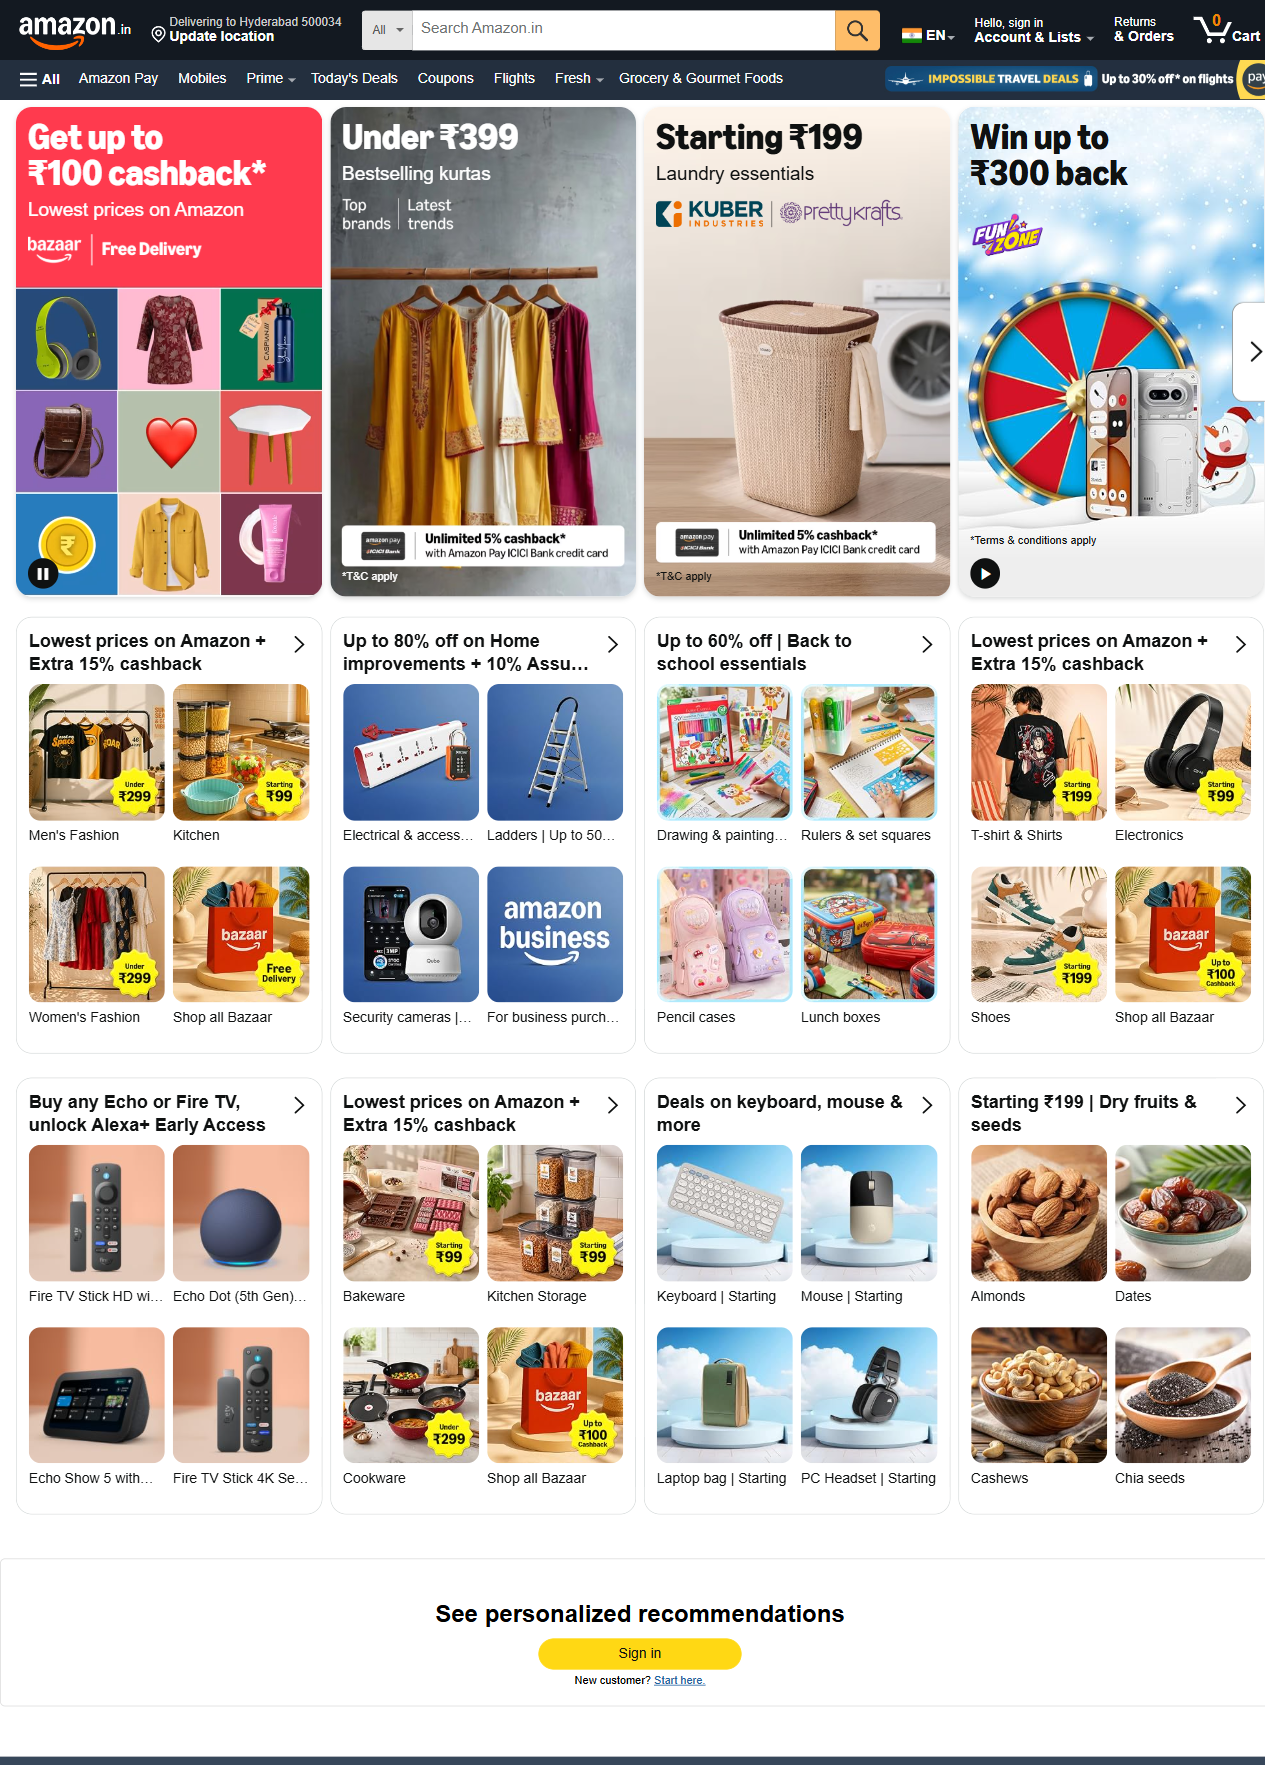 amazon.in
Delivering to Hyderabad 500034
Update location
All
Search Amazon.in
EN
Hello, sign in
Account & Lists
Returns
& Orders
0
Cart
All
Amazon Pay
Mobiles
Prime
Today's Deals
Coupons
Flights
Fresh
Grocery & Gourmet Foods
IMPOSSIBLE TRAVEL DEALS
Up to 30% off* on flights
pay
Get up to
₹100 cashback*
Lowest prices on Amazon
bazaar
Free Delivery
CASPIAN
Under ₹399
Bestselling kurtas
Top
brands
Latest
trends
amazon pay
ICICI Bank
Unlimited 5% cashback*
with Amazon Pay ICICI Bank credit card
*T&C apply
Starting ₹199
Laundry essentials
KUBER
INDUSTRIES
Prettykrafts
amazon pay
ICICI Bank
Unlimited 5% cashback*
with Amazon Pay ICICI Bank credit card
*T&C apply
Win up to
₹300 back
FUN
ZONE
*Terms & conditions apply
Lowest prices on Amazon +
Extra 15% cashback
Under
₹299
Starting
₹99
Men's Fashion
Kitchen
Under
₹299
bazaar
Free
Delivery
Women's Fashion
Shop all Bazaar
Up to 80% off on Home
improvements + 10% Assu...
Electrical & access...
Ladders | Up to 50...
3MP
Qubo
amazon
business
Security cameras |...
For business purch...
Up to 60% off | Back to
school essentials
Drawing & painting...
Rulers & set squares
Pencil cases
Lunch boxes
Lowest prices on Amazon +
Extra 15% cashback
Starting
₹199
Starting
₹99
T-shirt & Shirts
Electronics
Starting
₹199
bazaar
Up to
₹100
Cashback
Shoes
Shop all Bazaar
Buy any Echo or Fire TV,
unlock Alexa+ Early Access
Fire TV Stick HD wi...
Echo Dot (5th Gen)...
Echo Show 5 with...
Fire TV Stick 4K Se...
Lowest prices on Amazon +
Extra 15% cashback
Starting
₹99
Starting
₹99
Bakeware
Kitchen Storage
Under
₹299
bazaar
Up to
₹100
Cashback
Cookware
Shop all Bazaar
Deals on keyboard, mouse &
more
Keyboard | Starting
Mouse | Starting
Laptop bag | Starting
PC Headset | Starting
Starting ₹199 | Dry fruits &
seeds
Almonds
Dates
Cashews
Chia seeds
See personalized recommendations
Sign in
New customer? Start here.